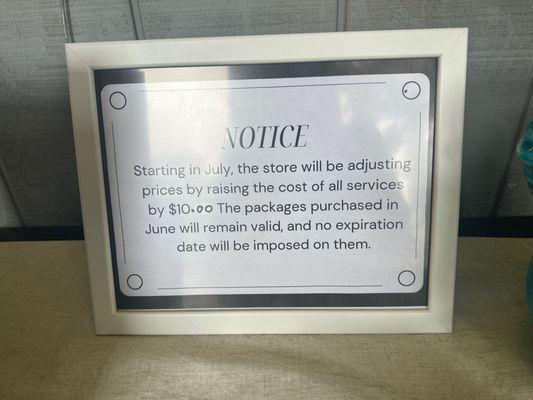 NOTICE
Starting in July, the store will be adjusting
prices by raising the cost of all services
by $10.00 The packages purchased in
June will remain valid, and no expiration
date will be imposed on them.